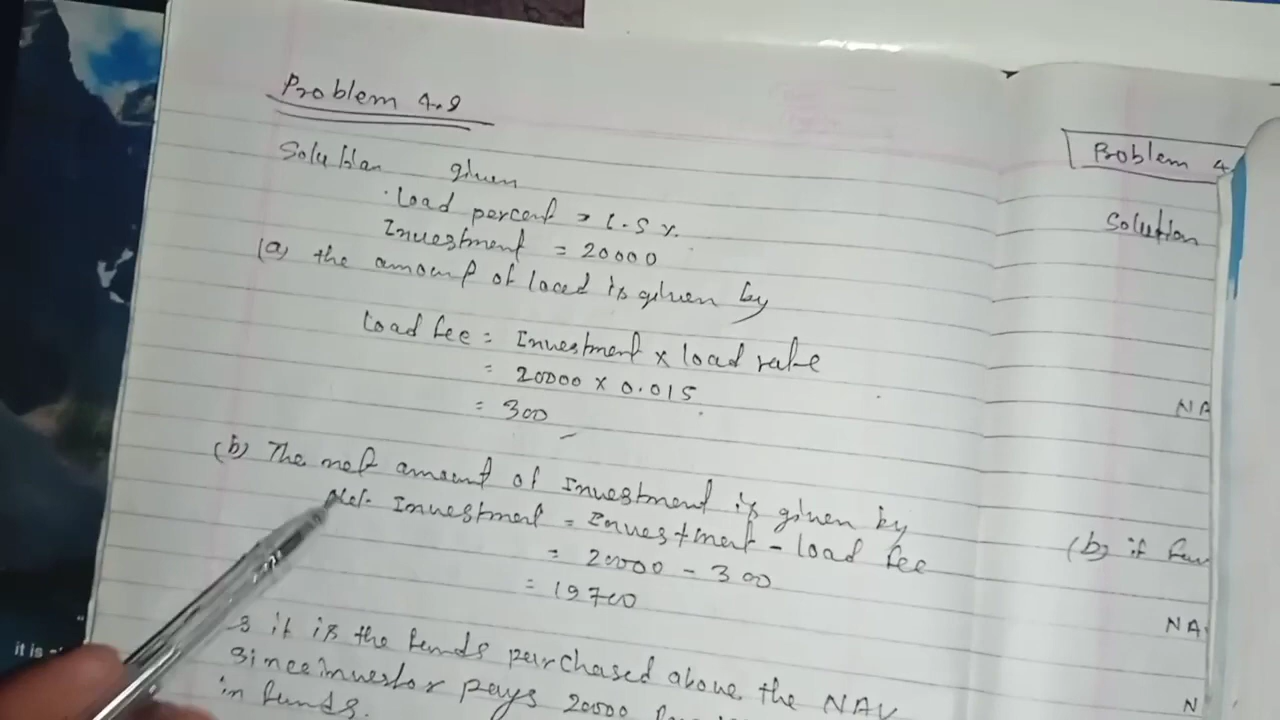 Problem 4.9
Solution given
Load percent = 1.5 %
Investment = 20000
(a) the amount of load is given by
Load fee = Investment x load rate
= 20000 x 0.015
= 300
(b) The net amount of Investment is given by
Net Investment = Investment - load fee
= 20000 - 300
= 19700
it is the funds purchased above the NAV
Since investor pays 20000
in funds.
Problem 4
Solution
NA
(b) if
NA
N
it is